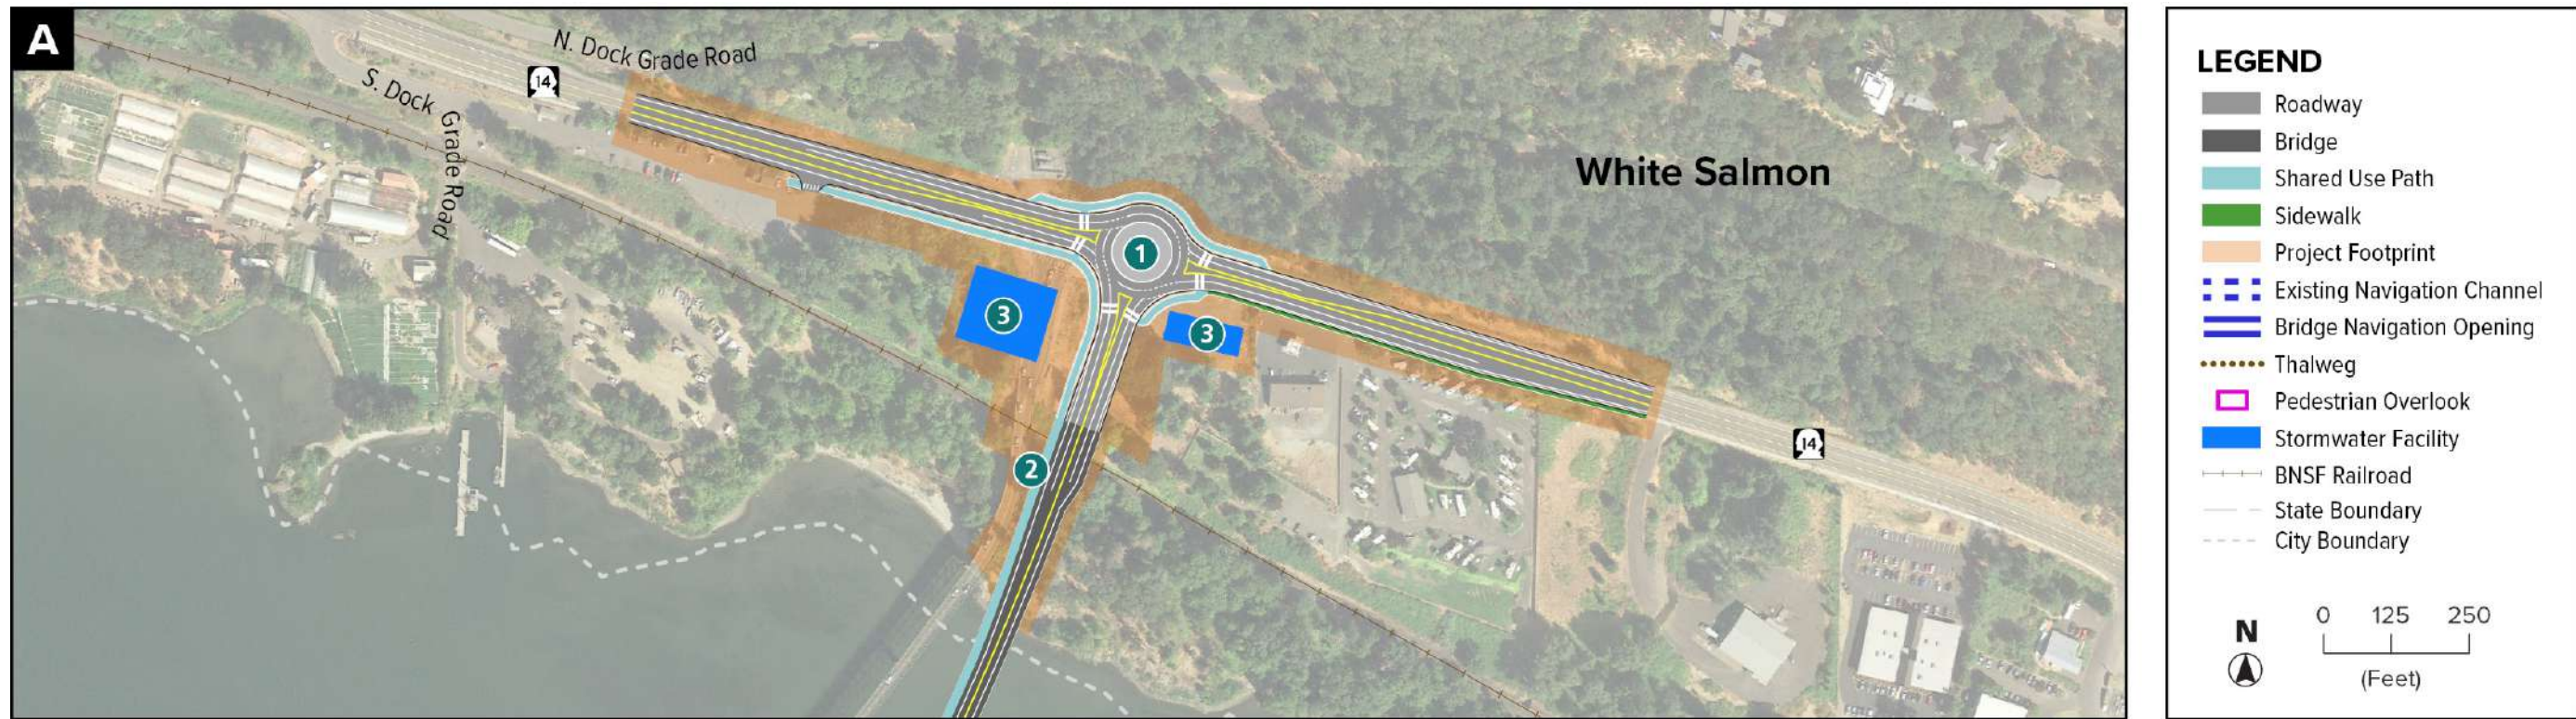 A
N. Dock Grade Road
14
S. Dock Grade Road
White Salmon
1
3
3
2
14
LEGEND
Roadway
Bridge
Shared Use Path
Sidewalk
Project Footprint
Existing Navigation Channel
Bridge Navigation Opening
Thalweg
Pedestrian Overlook
Stormwater Facility
BNSF Railroad
State Boundary
City Boundary
N
0 125 250
(Feet)